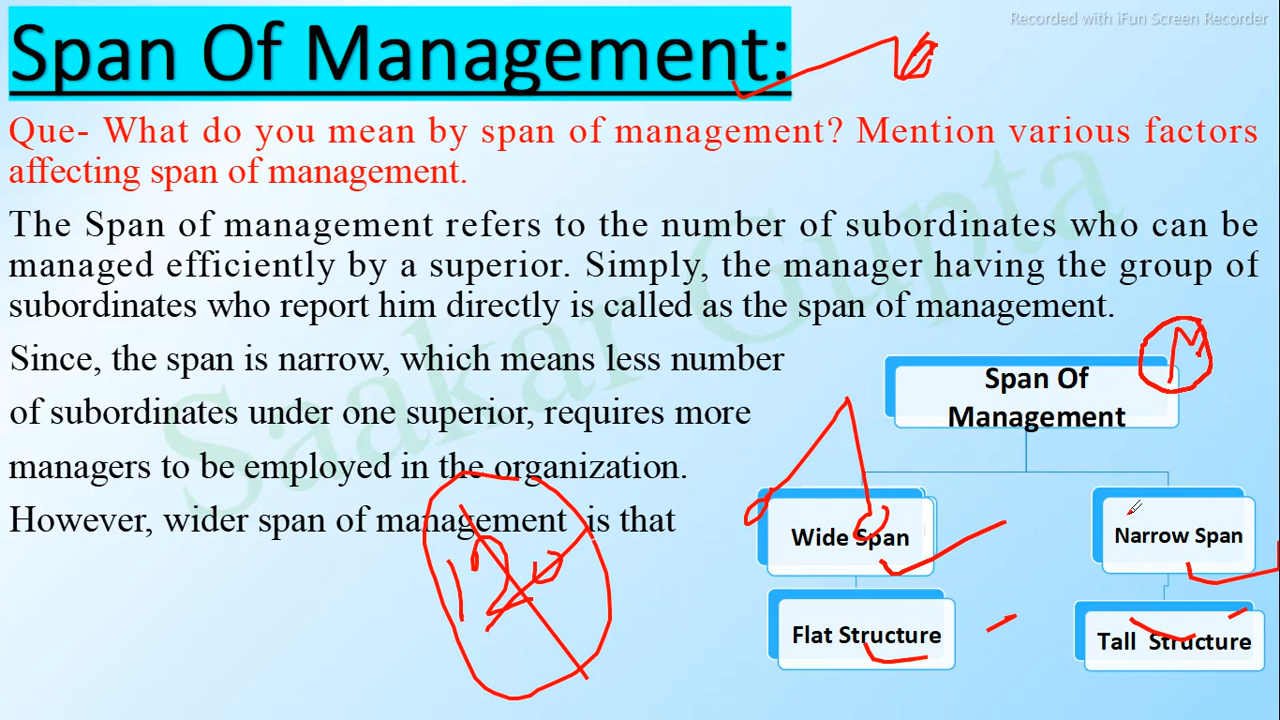 Recorded with iFun Screen Recorder
Span Of Management:
Que- What do you mean by span of management? Mention various factors
affecting span of management.
The Span of management refers to the number of subordinates who can be
managed efficiently by a superior. Simply, the manager having the group of
subordinates who report him directly is called as the span of management.
Since, the span is narrow, which means less number
of subordinates under one superior, requires more
managers to be employed in the organization.
However, wider span of management is that
Saakar Gupta
Span Of
Management
M
Wide Span
Narrow Span
Flat Structure
Tall Structure